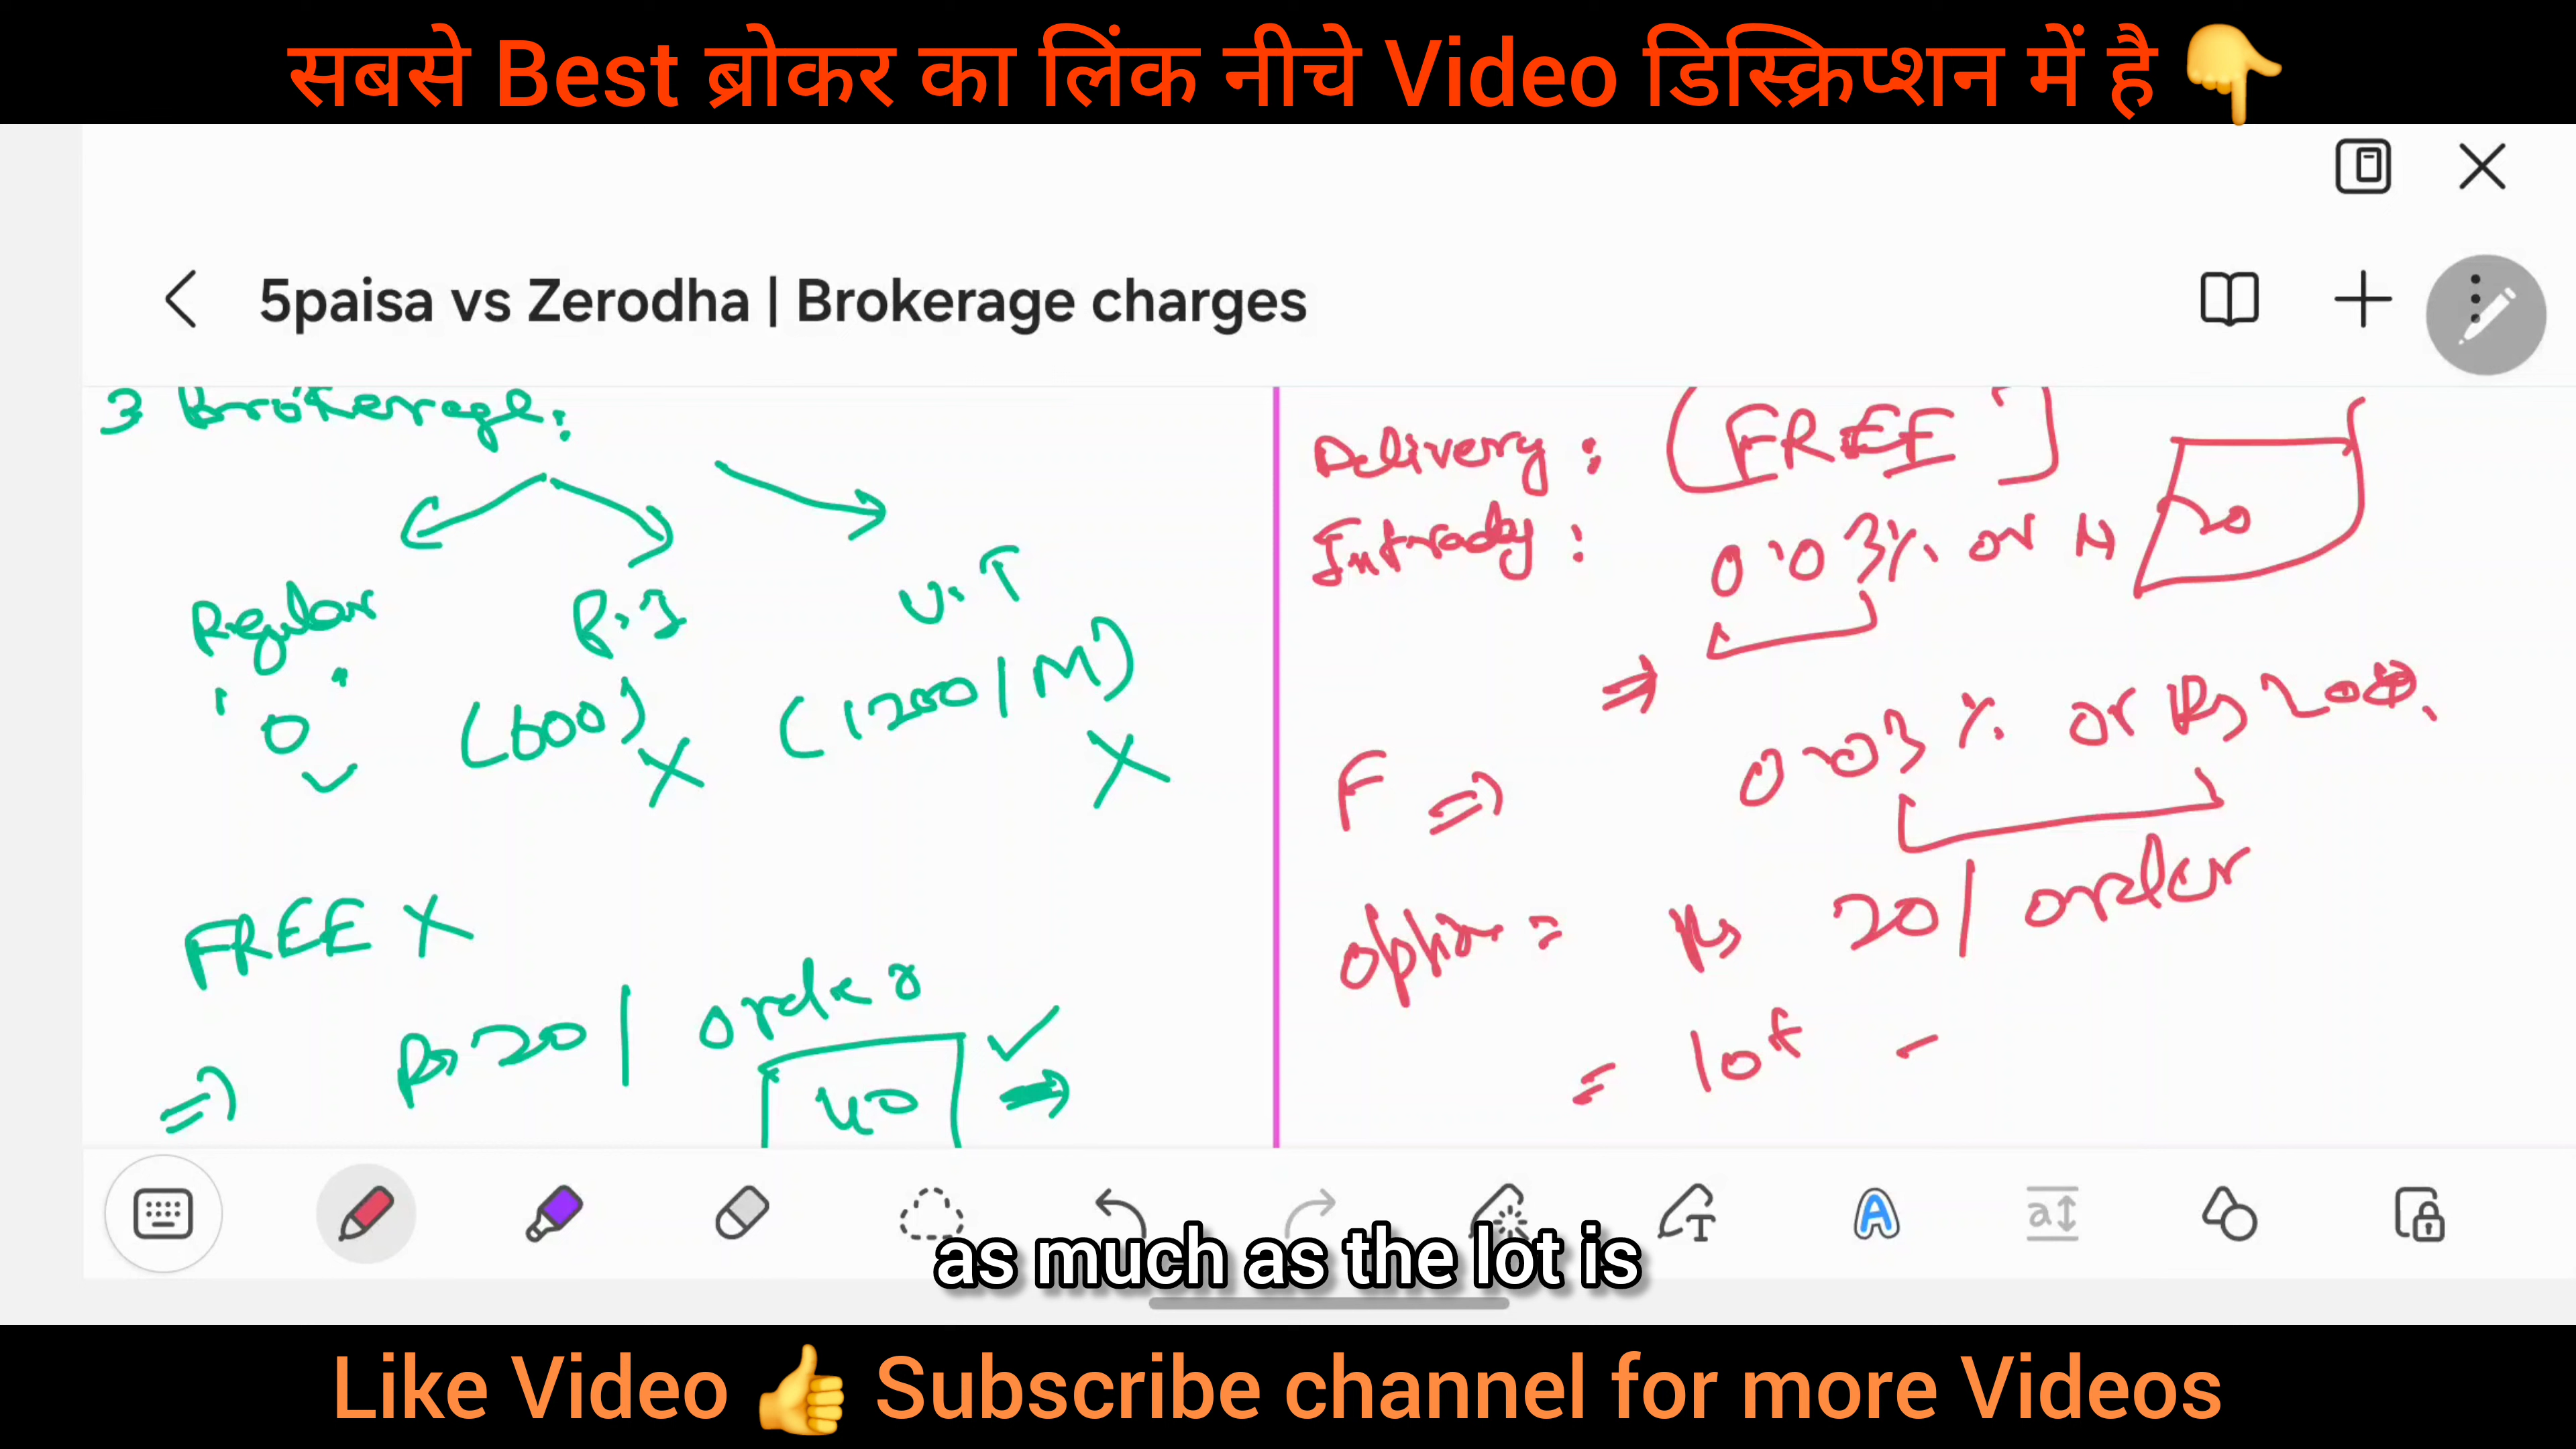 सबसे Best ब्रोकर का लिंक नीचे Video डिस्क्रिप्शन में है 👇
5paisa vs Zerodha | Brokerage charges
3 Brokerage:
Regular
P.I
U.T
0
(600) X
(1200/M) X
FREE X
Rs 20 / order
40
Delivery: [FREE]
Intraday: 0.03% or
20
F => 0.03% or Rs 20
option = Rs 20/order
= lot -
as much as the lot is
Like Video 👍 Subscribe channel for more Videos